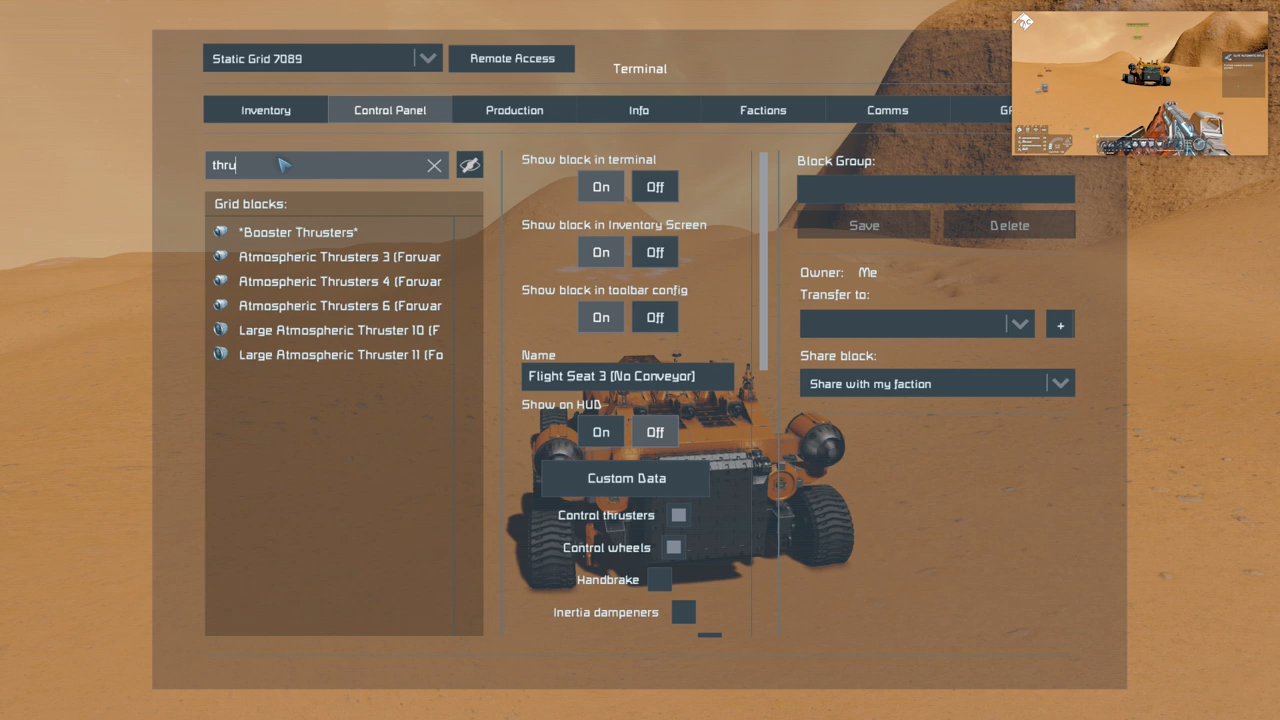 Static Grid 7089
Remote Access
Terminal
Inventory
Control Panel
Production
Info
Factions
Comms
thru
Grid blocks:
*Booster Thrusters*
Atmospheric Thrusters 3 (Forwar
Atmospheric Thrusters 4 (Forwar
Atmospheric Thrusters 6 (Forwar
Large Atmospheric Thruster 10 (F
Large Atmospheric Thruster 11 (Fo
Show block in terminal
On Off
Show block in Inventory Screen
On Off
Show block in toolbar config
On Off
Name
Flight Seat 3 [No Conveyor]
Show on HUD
On Off
Custom Data
Control thrusters
Control wheels
Handbrake
Inertia dampeners
Block Group:
Save Delete
Owner: Me
Transfer to:
+
Share block:
Share with my faction